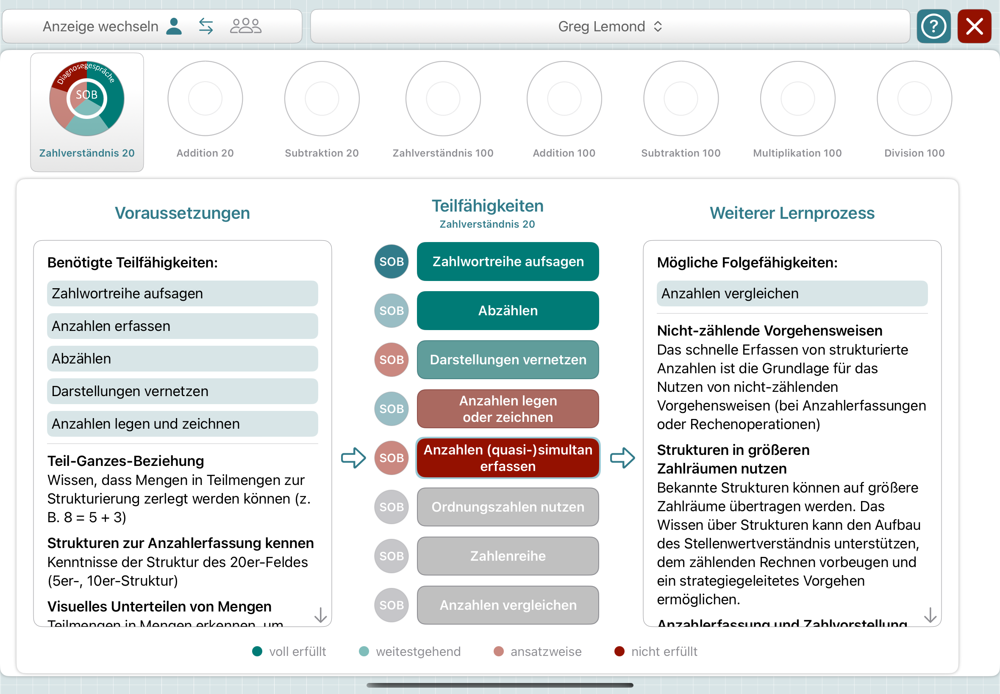 Anzeige wechseln
Greg Lemond
?
Diagnosegespräche
SOB
Zahlverständnis 20
Addition 20
Subtraktion 20
Zahlverständnis 100
Addition 100
Subtraktion 100
Multiplikation 100
Division 100
Voraussetzungen
Benötigte Teilfähigkeiten:
Zahlwortreihe aufsagen
Anzahlen erfassen
Abzählen
Darstellungen vernetzen
Anzahlen legen und zeichnen
Teil-Ganzes-Beziehung
Wissen, dass Mengen in Teilmengen zur
Strukturierung zerlegt werden können (z.
B. 8 = 5 + 3)
Strukturen zur Anzahlerfassung kennen
Kenntnisse der Struktur des 20er-Feldes
(5er-, 10er-Struktur)
Visuelles Unterteilen von Mengen
Teilmengen in Mengen erkennen, um
Teilfähigkeiten
Zahlverständnis 20
SOB
Zahlwortreihe aufsagen
SOB
Abzählen
SOB
Darstellungen vernetzen
SOB
Anzahlen legen
oder zeichnen
SOB
Anzahlen (quasi-)simultan
erfassen
SOB
Ordnungszahlen nutzen
SOB
Zahlenreihe
SOB
Anzahlen vergleichen
Weiterer Lernprozess
Mögliche Folgefähigkeiten:
Anzahlen vergleichen
Nicht-zählende Vorgehensweisen
Das schnelle Erfassen von strukturierte
Anzahlen ist die Grundlage für das
Nutzen von nicht-zählenden
Vorgehensweisen (bei Anzahlerfassungen
oder Rechenoperationen)
Strukturen in größeren
Zahlräumen nutzen
Bekannte Strukturen können auf größere
Zahlräume übertragen werden. Das
Wissen über Strukturen kann den Aufbau
des Stellenwertverständnis unterstützen,
dem zählenden Rechnen vorbeugen und
ein strategiegeleitetes Vorgehen
ermöglichen.
Anzahlerfassung und Zahlvorstellung
voll erfüllt
weitestgehend
ansatzweise
nicht erfüllt